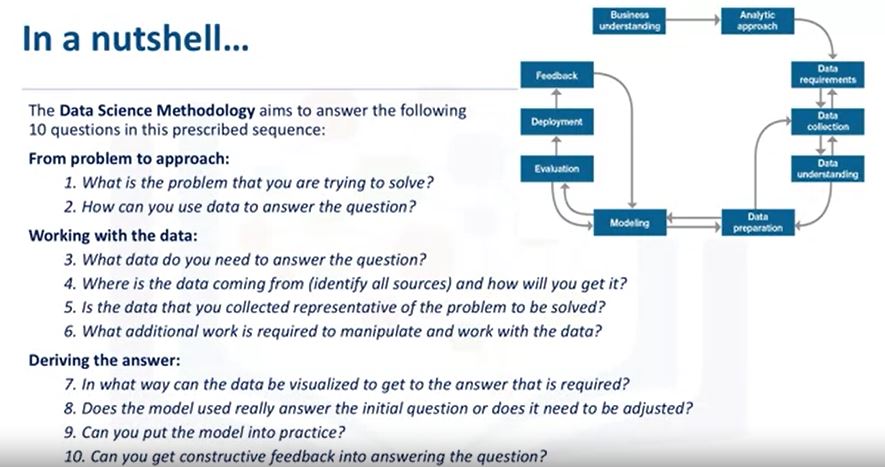 In a nutshell...
The Data Science Methodology aims to answer the following
10 questions in this prescribed sequence:
From problem to approach:
1. What is the problem that you are trying to solve?
2. How can you use data to answer the question?
Working with the data:
3. What data do you need to answer the question?
4. Where is the data coming from (identify all sources) and how will you get it?
5. Is the data that you collected representative of the problem to be solved?
6. What additional work is required to manipulate and work with the data?
Deriving the answer:
7. In what way can the data be visualized to get to the answer that is required?
8. Does the model used really answer the initial question or does it need to be adjusted?
9. Can you put the model into practice?
10. Can you get constructive feedback into answering the question?
Business
understanding
Analytic
approach
Data
requirements
Data
collection
Data
understanding
Data
preparation
Modeling
Evaluation
Deployment
Feedback